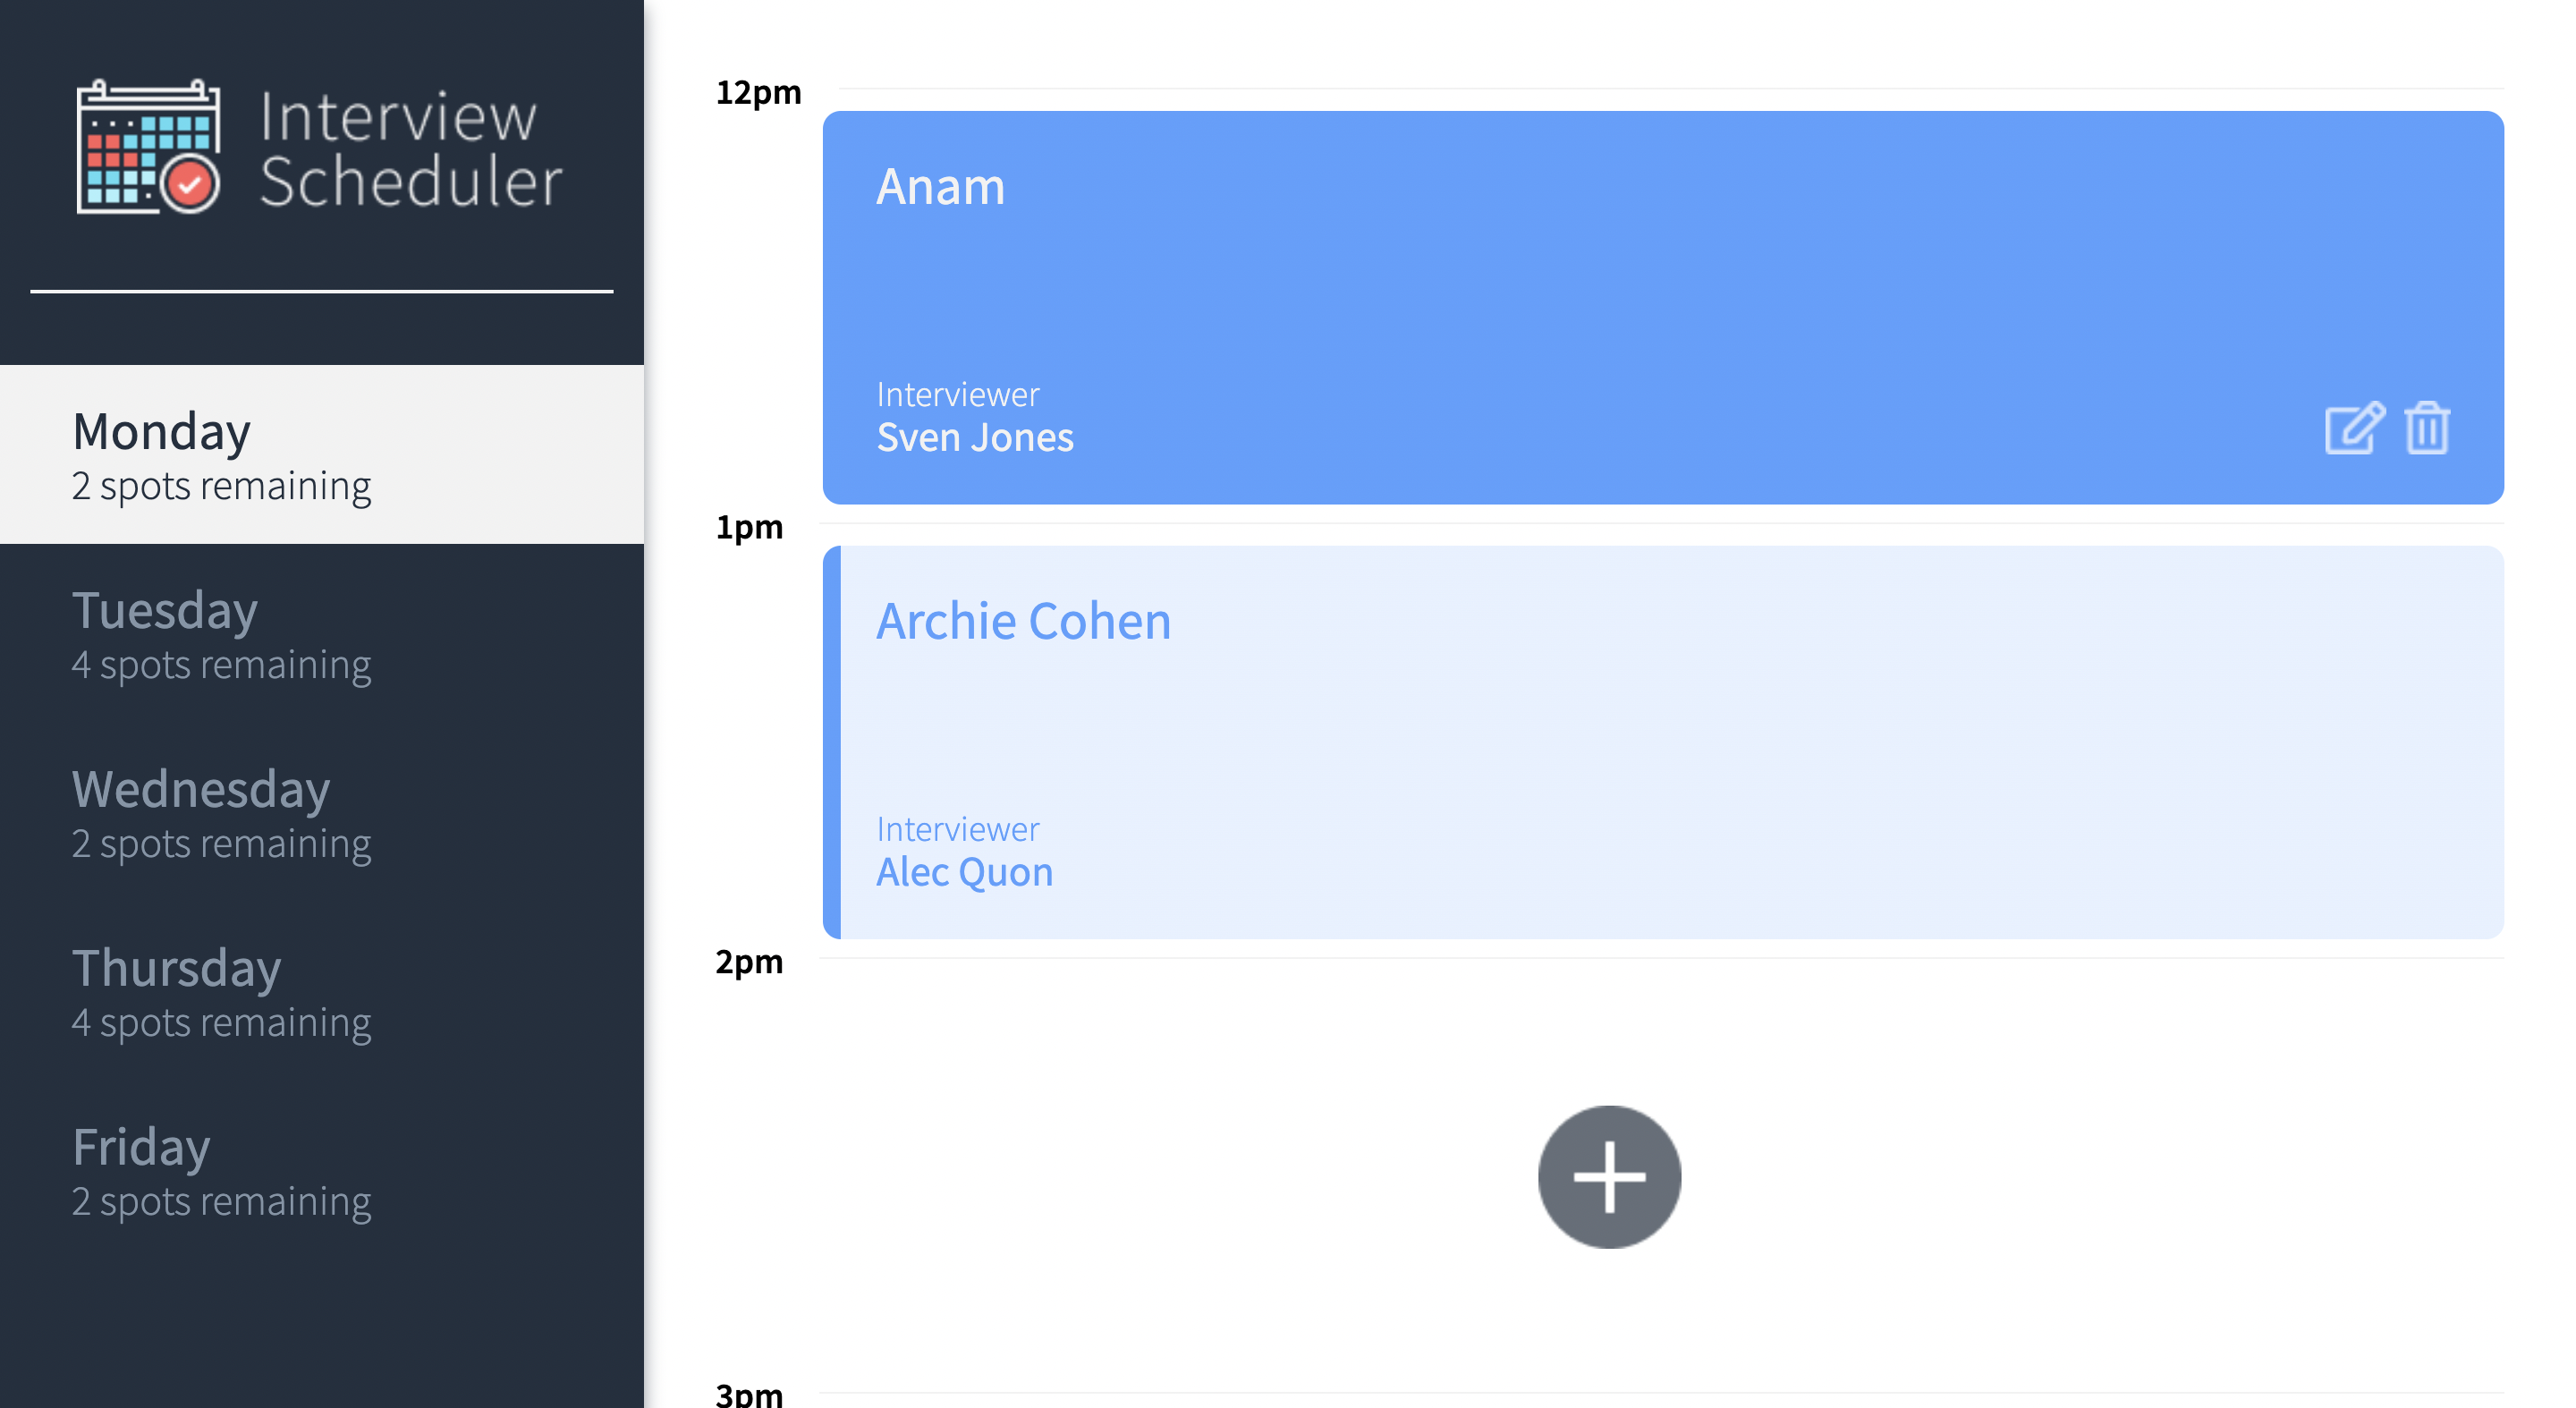 Interview
Scheduler
Monday
2 spots remaining
Tuesday
4 spots remaining
Wednesday
2 spots remaining
Thursday
4 spots remaining
Friday
2 spots remaining
12pm
Anam
Interviewer
Sven Jones
1pm
Archie Cohen
Interviewer
Alec Quon
2pm
3pm